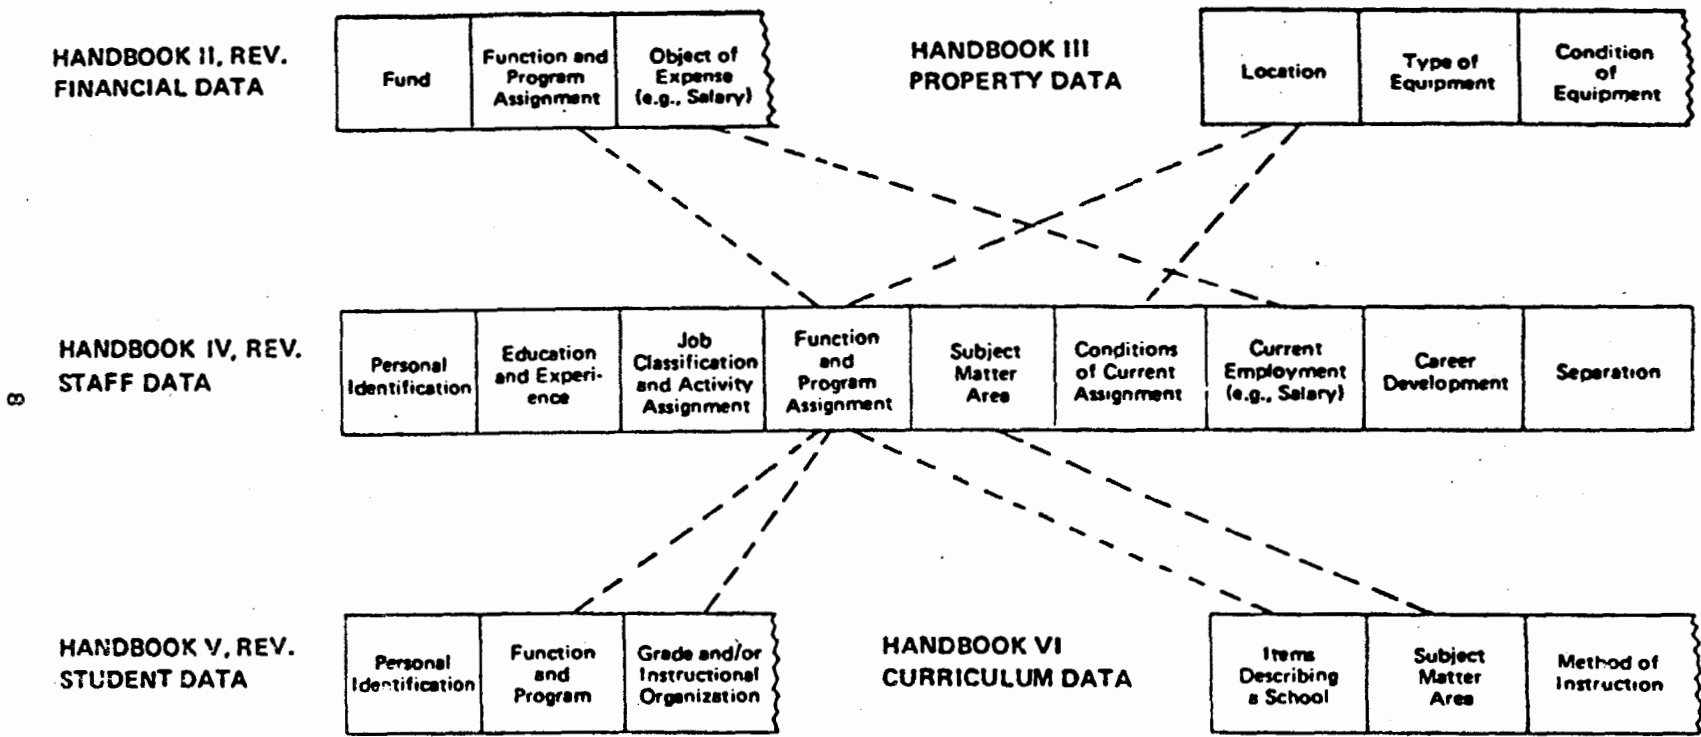 HANDBOOK II, REV.
FINANCIAL DATA
Fund
Function and
Program
Assignment
Object of
Expense
(e.g., Salary)
HANDBOOK III
PROPERTY DATA
Location
Type of
Equipment
Condition
of
Equipment
8
HANDBOOK IV, REV.
STAFF DATA
Personal
Identification
Education
and Experi-
ence
Job
Classification
and Activity
Assignment
Function
and
Program
Assignment
Subject
Matter
Area
Conditions
of Current
Assignment
Current
Employment
(e.g., Salary)
Career
Development
Separation
HANDBOOK V, REV.
STUDENT DATA
Personal
Identification
Function
and
Program
Grade and/or
Instructional
Organization
HANDBOOK VI
CURRICULUM DATA
Items
Describing
a School
Subject
Matter
Area
Method of
Instruction